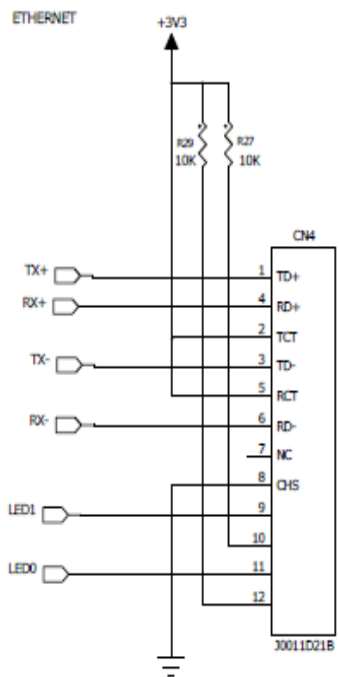 ETHERNET
+3V3
R29
10K
R27
10K
CN4
TX+
1
TD+
RX+
4
RD+
2
TCT
TX-
3
TD-
5
RCT
RX-
6
RD-
7
NC
8
CHS
LED1
9
10
LED0
11
12
J0011D21B